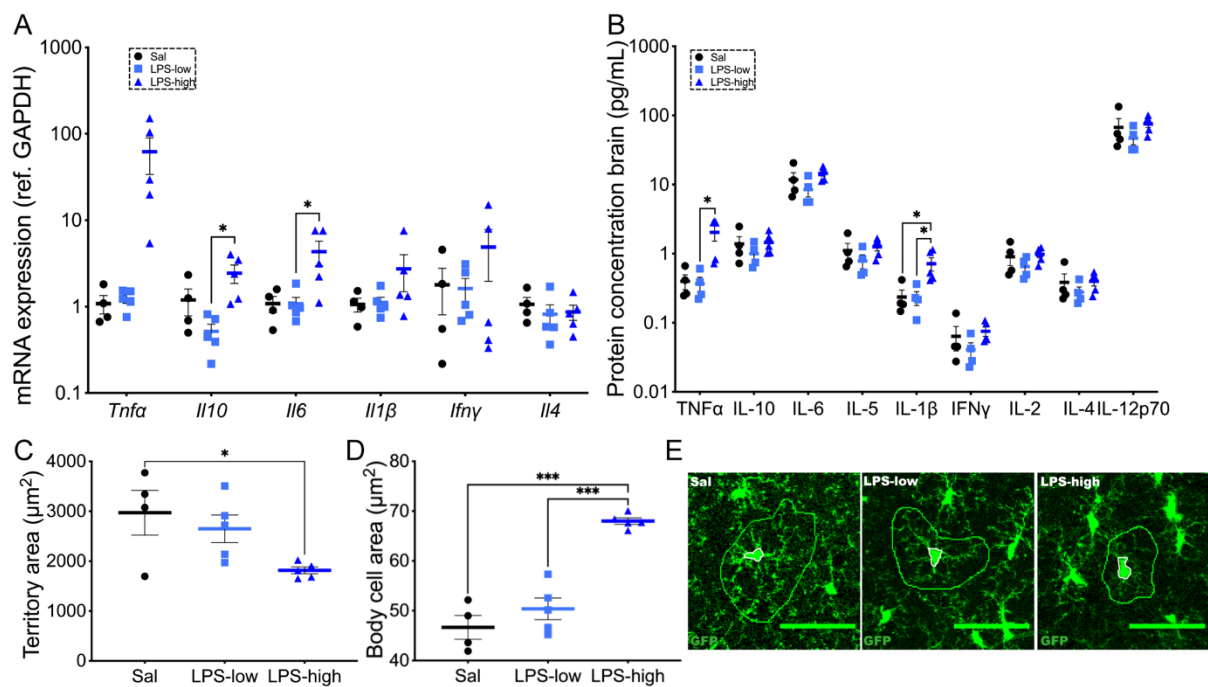 A
mRNA expression (ref. GAPDH)
1000
100
10
1
0.1
Sal
LPS-low
LPS-high
*
*
Tnfα Il10 Il6 Il1β Ifnγ Il4
B
Protein concentration brain (pg/mL)
1000
100
10
1
0.1
0.01
Sal
LPS-low
LPS-high
*
*
*
TNFα IL-10 IL-6 IL-5 IL-1β IFNγ IL-2 IL-4 IL-12p70
C
Territory area (µm²)
4000
3000
2000
1000
0
*
Sal LPS-low LPS-high
D
Body cell area (µm²)
80
70
60
50
40
***
***
Sal LPS-low LPS-high
E
Sal LPS-low LPS-high
GFP GFP GFP